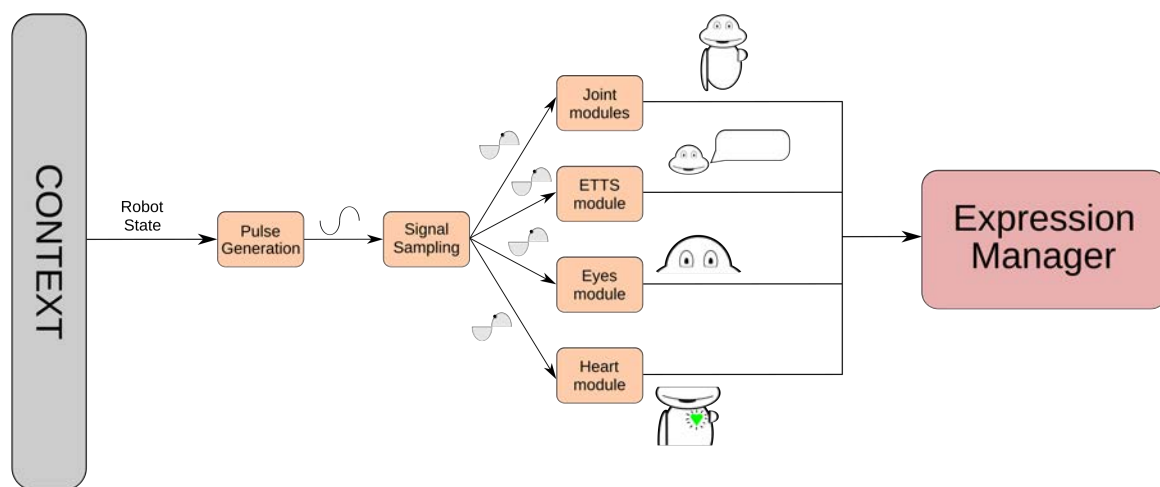 CONTEXT
Robot
State
Pulse
Generation
Signal
Sampling
Joint
modules
ETTS
module
Eyes
module
Heart
module
Expression
Manager